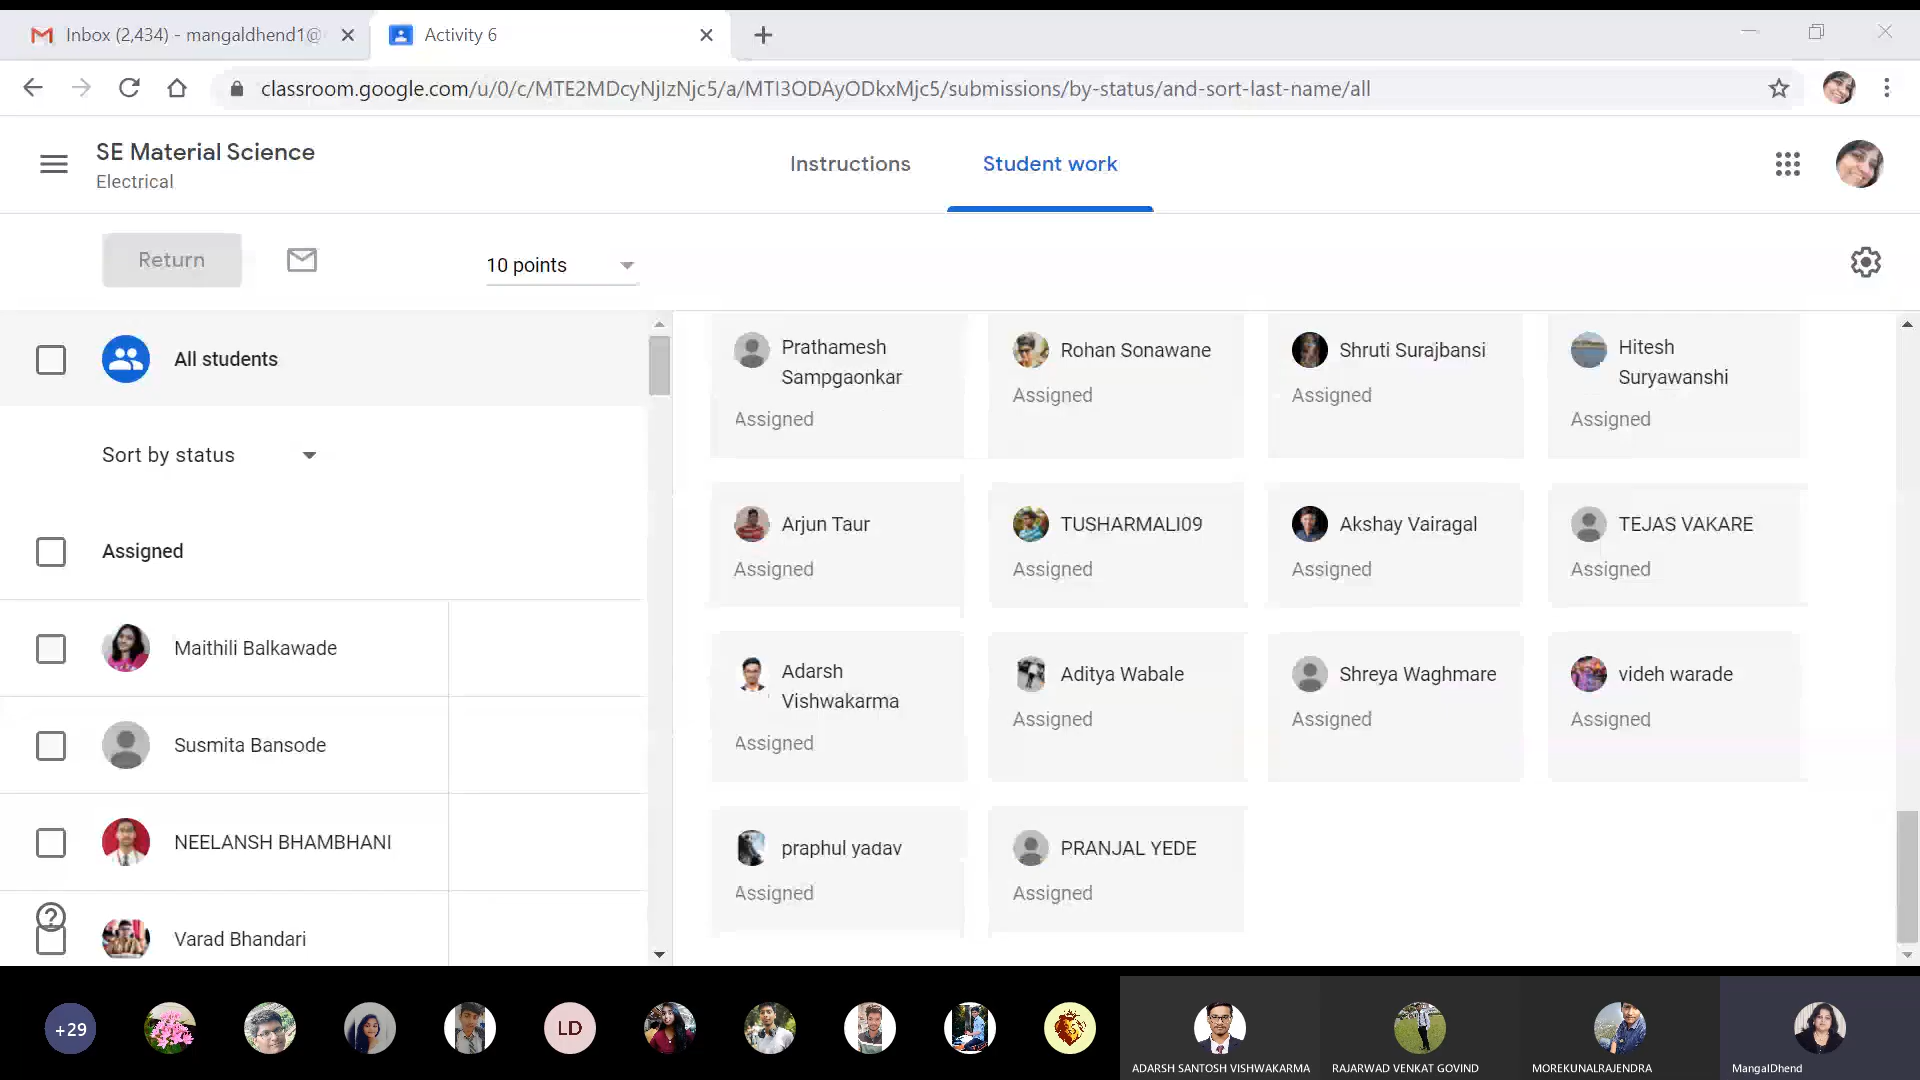 Inbox (2,434) - mangaldhend1@
Activity 6
classroom.google.com/u/0/c/MTE2MDcyNjIzNjc5/a/MTI3ODAyODkxMjc5/submissions/by-status/and-sort-last-name/all
SE Material Science
Electrical
Instructions
Student work
Return
10 points
All students
Sort by status
Assigned
Maithili Balkawade
Susmita Bansode
NEELANSH BHAMBHANI
Varad Bhandari
Prathamesh
Sampgaonkar
Assigned
Rohan Sonawane
Assigned
Shruti Surajbansi
Assigned
Hitesh
Suryawanshi
Assigned
Arjun Taur
Assigned
TUSHARMALI09
Assigned
Akshay Vairagal
Assigned
TEJAS VAKARE
Assigned
Adarsh
Vishwakarma
Assigned
Aditya Wabale
Assigned
Shreya Waghmare
Assigned
videh warade
Assigned
praphul yadav
Assigned
PRANJAL YEDE
Assigned
+29
LD
ADARSH SANTOSH VISHWAKARMA
RAJARWAD VENKAT GOVIND
MOREKUNALRAJENDRA
MangalDhend